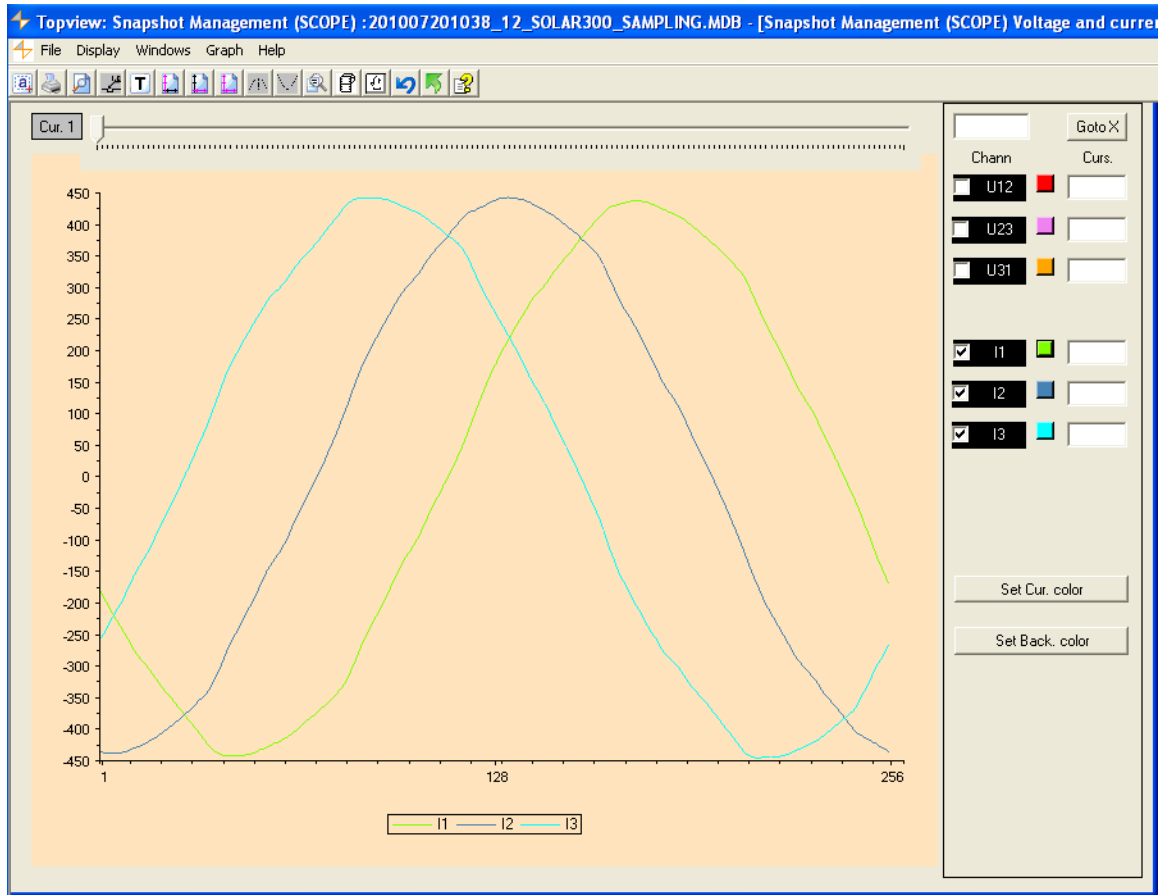 Topview: Snapshot Management (SCOPE) :201007201038_12_SOLAR300_SAMPLING.MDB - [Snapshot Management (SCOPE) Voltage and curre
File Display Windows Graph Help
a T
Cur. 1
Goto X
Chann Curs.
U12
U23
U31
I1
I2
I3
Set Cur. color
Set Back. color
450
400
350
300
250
200
150
100
50
0
-50
-100
-150
-200
-250
-300
-350
-400
-450
1 128 256
I1 I2 I3